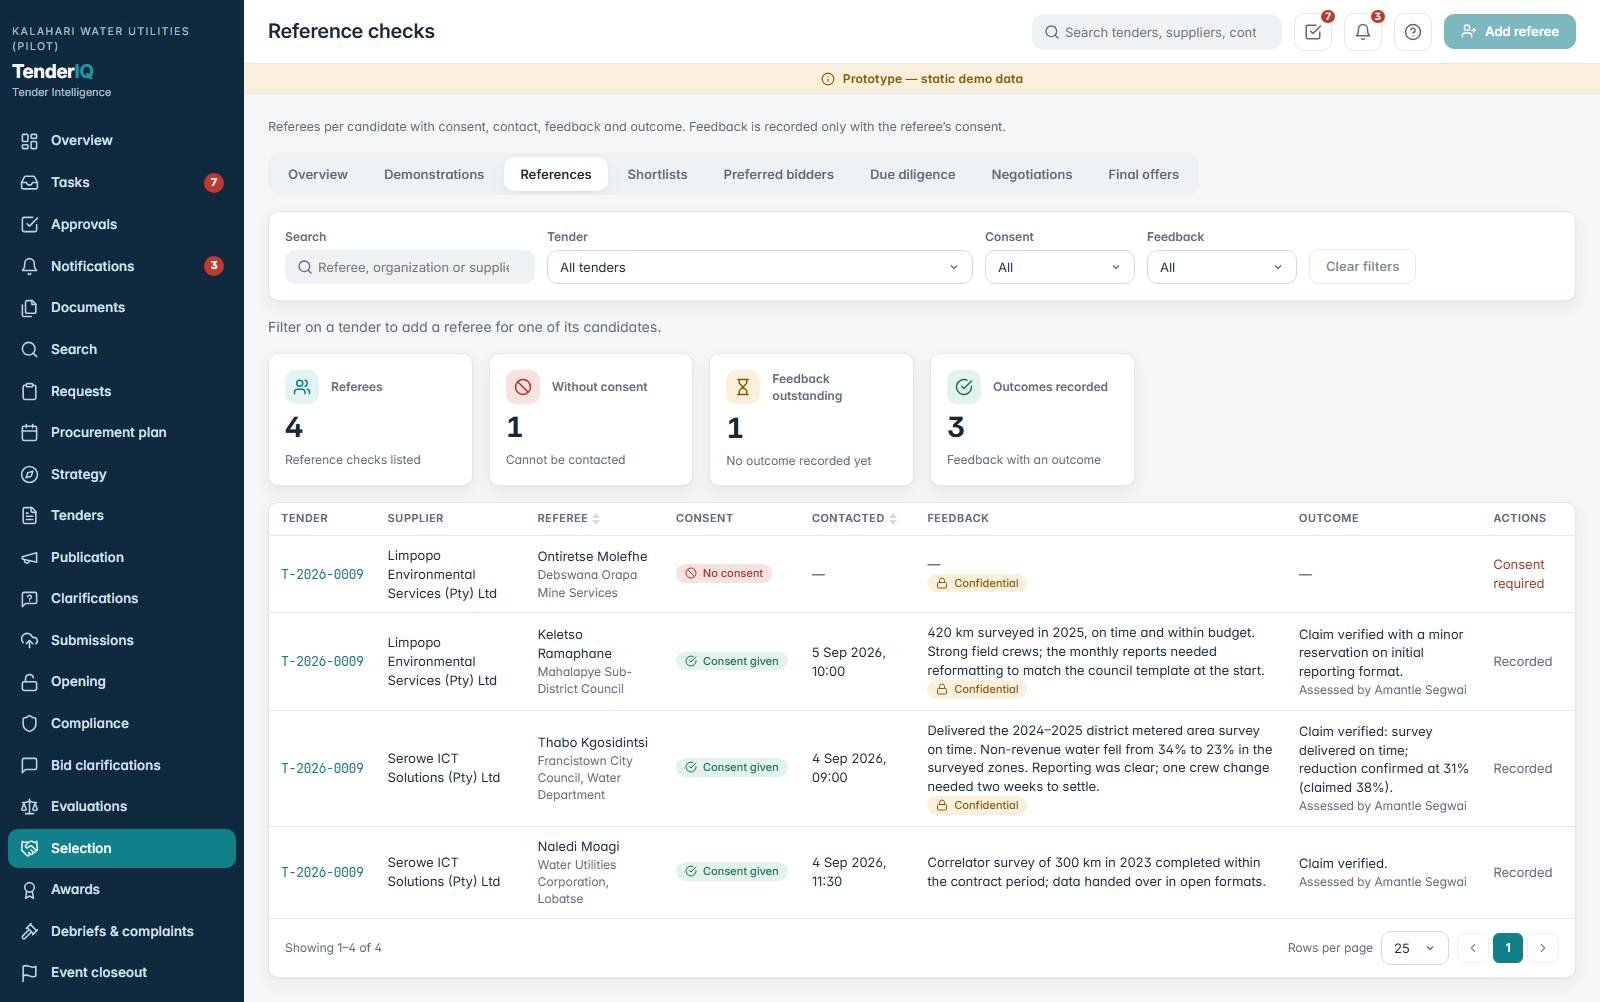 KALAHARI WATER UTILITIES
(PILOT)
TenderIQ
Tender Intelligence
Overview
Tasks 7
Approvals
Notifications 3
Documents
Search
Requests
Procurement plan
Strategy
Tenders
Publication
Clarifications
Submissions
Opening
Compliance
Bid clarifications
Evaluations
Selection
Awards
Debriefs & complaints
Event closeout
Reference checks
Search tenders, suppliers, cont
7
3
Add referee
Prototype — static demo data
Referees per candidate with consent, contact, feedback and outcome. Feedback is recorded only with the referee's consent.
Overview Demonstrations References Shortlists Preferred bidders Due diligence Negotiations Final offers
Search Tender Consent Feedback
Referee, organization or supplie All tenders All All Clear filters
Filter on a tender to add a referee for one of its candidates.
Referees
4
Reference checks listed
Without consent
1
Cannot be contacted
Feedback
outstanding
1
No outcome recorded yet
Outcomes recorded
3
Feedback with an outcome
TENDER SUPPLIER REFEREE CONSENT CONTACTED FEEDBACK OUTCOME ACTIONS
T-2026-0009
Limpopo
Environmental
Services (Pty) Ltd
Ontiretse Molefhe
Debswana Orapa
Mine Services
No consent
—
—
Confidential
—
Consent
required
T-2026-0009
Limpopo
Environmental
Services (Pty) Ltd
Keletso
Ramaphane
Mahalapye Sub-
District Council
Consent given
5 Sep 2026,
10:00
420 km surveyed in 2025, on time and within budget.
Strong field crews; the monthly reports needed
reformatting to match the council template at the start.
Confidential
Claim verified with a minor
reservation on initial
reporting format.
Assessed by Amantle Segwai
Recorded
T-2026-0009
Serowe ICT
Solutions (Pty) Ltd
Thabo Kgosidintsi
Francistown City
Council, Water
Department
Consent given
4 Sep 2026,
09:00
Delivered the 2024–2025 district metered area survey
on time. Non-revenue water fell from 34% to 23% in the
surveyed zones. Reporting was clear; one crew change
needed two weeks to settle.
Confidential
Claim verified: survey
delivered on time;
reduction confirmed at 31%
(claimed 38%).
Assessed by Amantle Segwai
Recorded
T-2026-0009
Serowe ICT
Solutions (Pty) Ltd
Naledi Moagi
Water Utilities
Corporation,
Lobatse
Consent given
4 Sep 2026,
11:30
Correlator survey of 300 km in 2023 completed within
the contract period; data handed over in open formats.
Claim verified.
Assessed by Amantle Segwai
Recorded
Showing 1–4 of 4
Rows per page 25 1